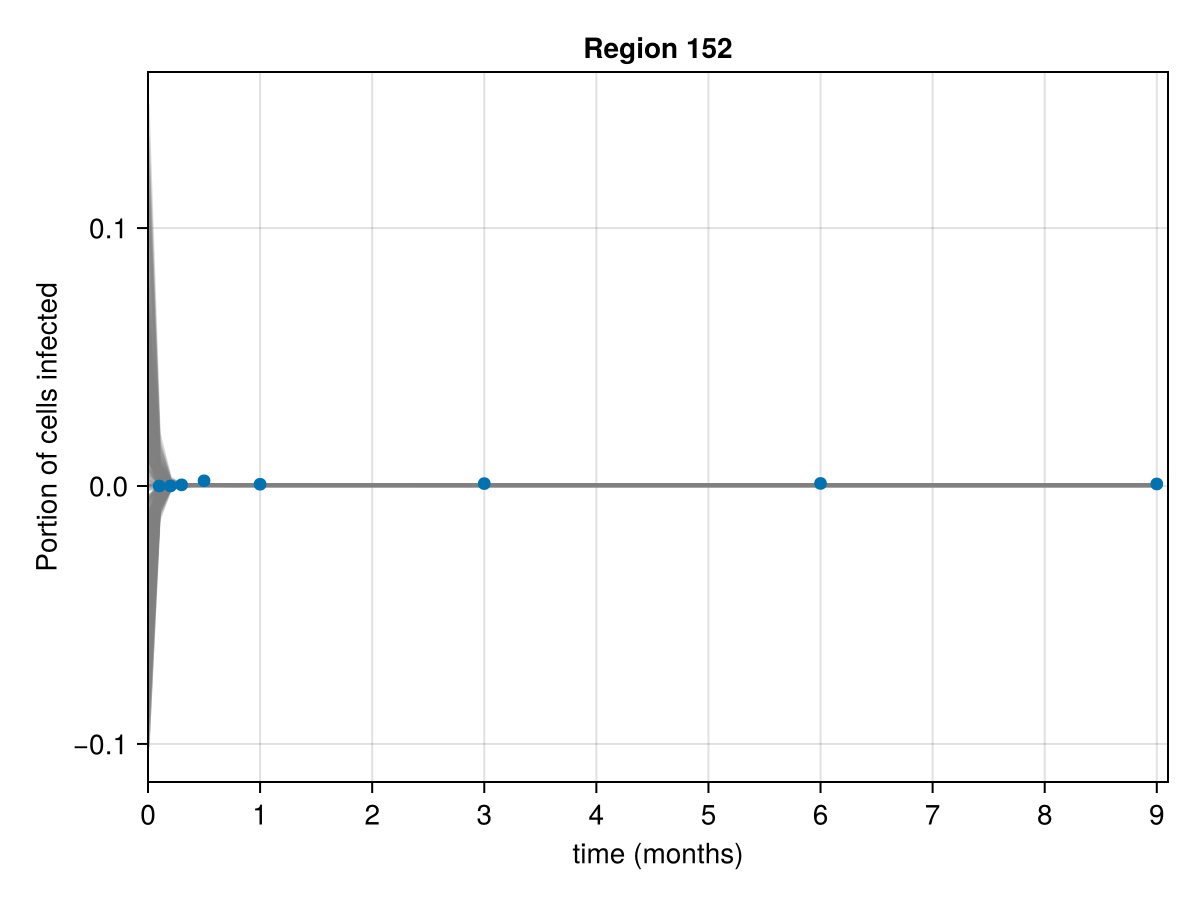 Region 152
Portion of cells infected
0.1
0.0
−0.1
0 1 2 3 4 5 6 7 8 9
time (months)